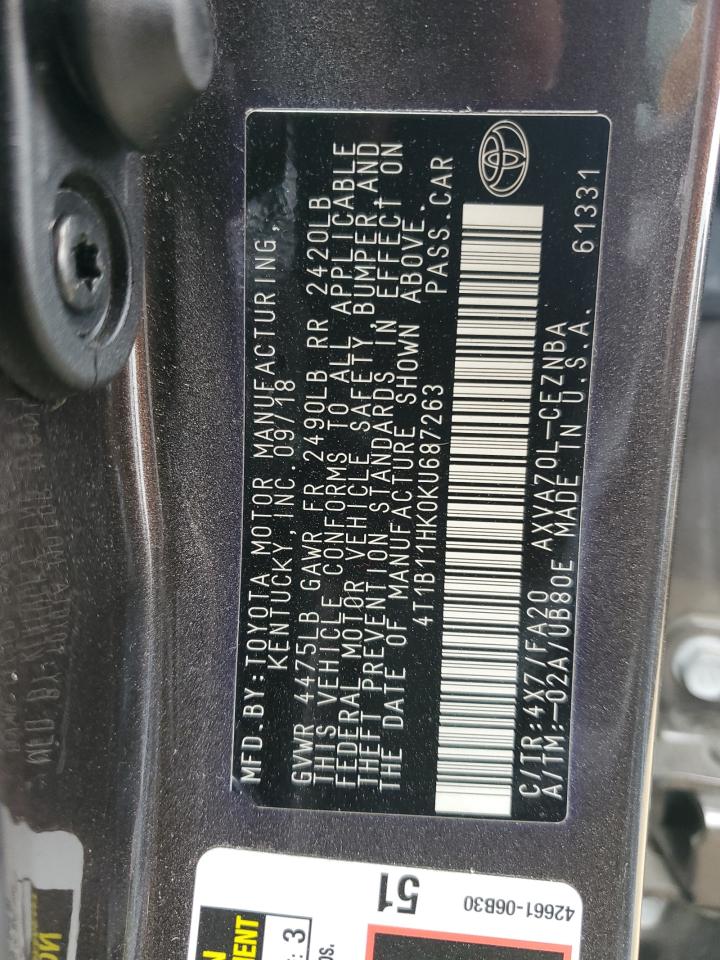 MFD.BY:TOYOTA MOTOR MANUFACTURING,
KENTUCKY, INC.09/18
GVWR 4475LB GAWR FR 2490LB RR 2420LB
THIS VEHICLE CONFORMS TO ALL APPLICABLE
FEDERAL MOTOR VEHICLE SAFETY, BUMPER,AND
THEFT PREVENTION STANDARDS IN EFFECT ON
THE DATE OF MANUFACTURE SHOWN ABOVE.
4T1B11HK0KU687263 PASS.CAR
C/TR:4X7/FA20 AXVA70L-CEZNBA
A/TM:-02A/UB80E MADE IN U.S.A. 61331
51
42661-06B30
3